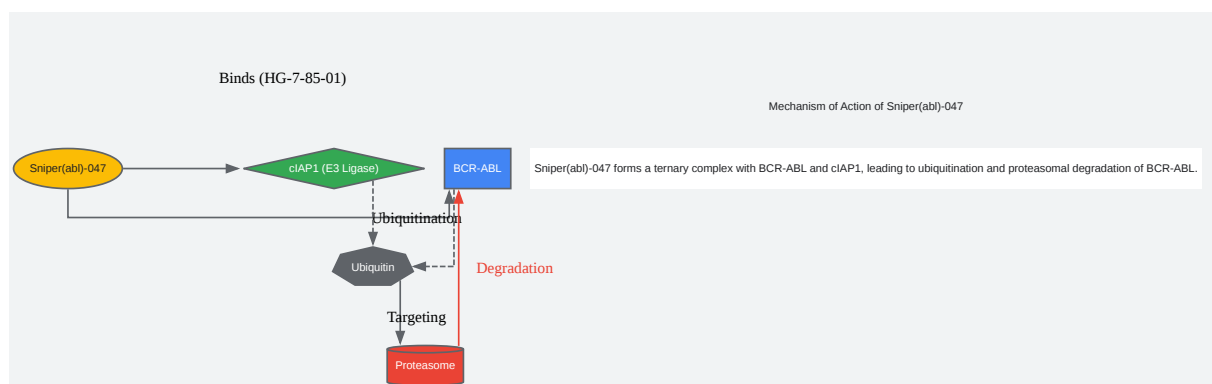 Binds (HG-7-85-01)
Mechanism of Action of Sniper(abl)-047
Sniper(abl)-047
cIAP1 (E3 Ligase)
BCR-ABL
Sniper(abl)-047 forms a ternary complex with BCR-ABL and cIAP1, leading to ubiquitination and proteasomal degradation of BCR-ABL.
Ubiquitination
Ubiquitin
Degradation
Targeting
Proteasome